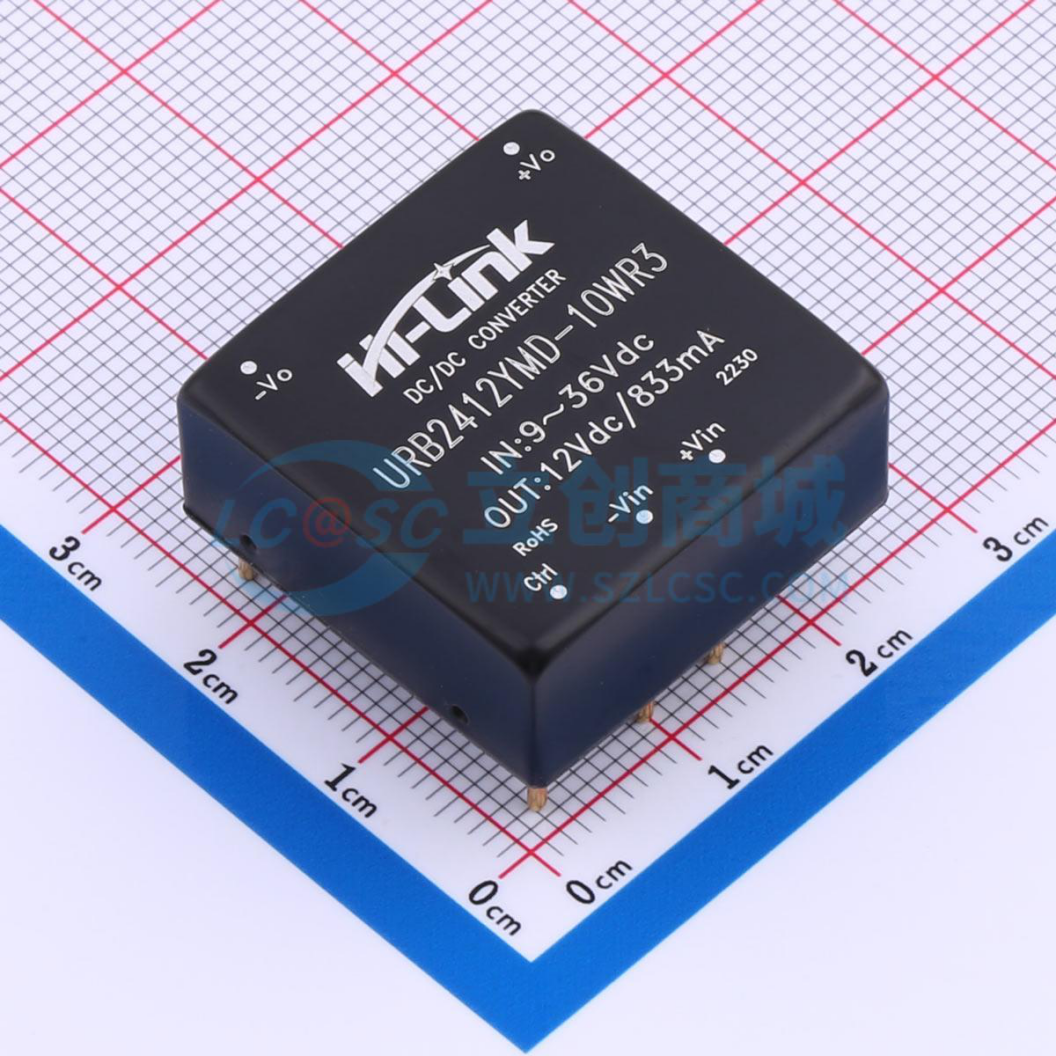 +Vo
Hi-Link
DC/DC CONVERTER
-Vo
URB2412YMD-10WR3
IN:9~36Vdc
OUT:12Vdc/833mA
2230
+Vin
-Vin
RoHS
Ctrl
LC@SC 立创商城
WWW.SZLCSC.COM
3cm
2cm
1cm
0cm
0cm
1cm
2cm
3cm